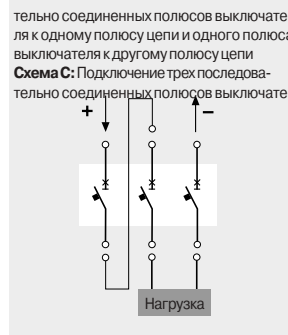 тельно соединенных полюсов выключате
ля к одному полюсу цепи и одного полюса
выключателя к другому полюсу цепи
Схема С: Подключение трех последова-
тельно соединенных полюсов выключате
+ –
Нагрузка